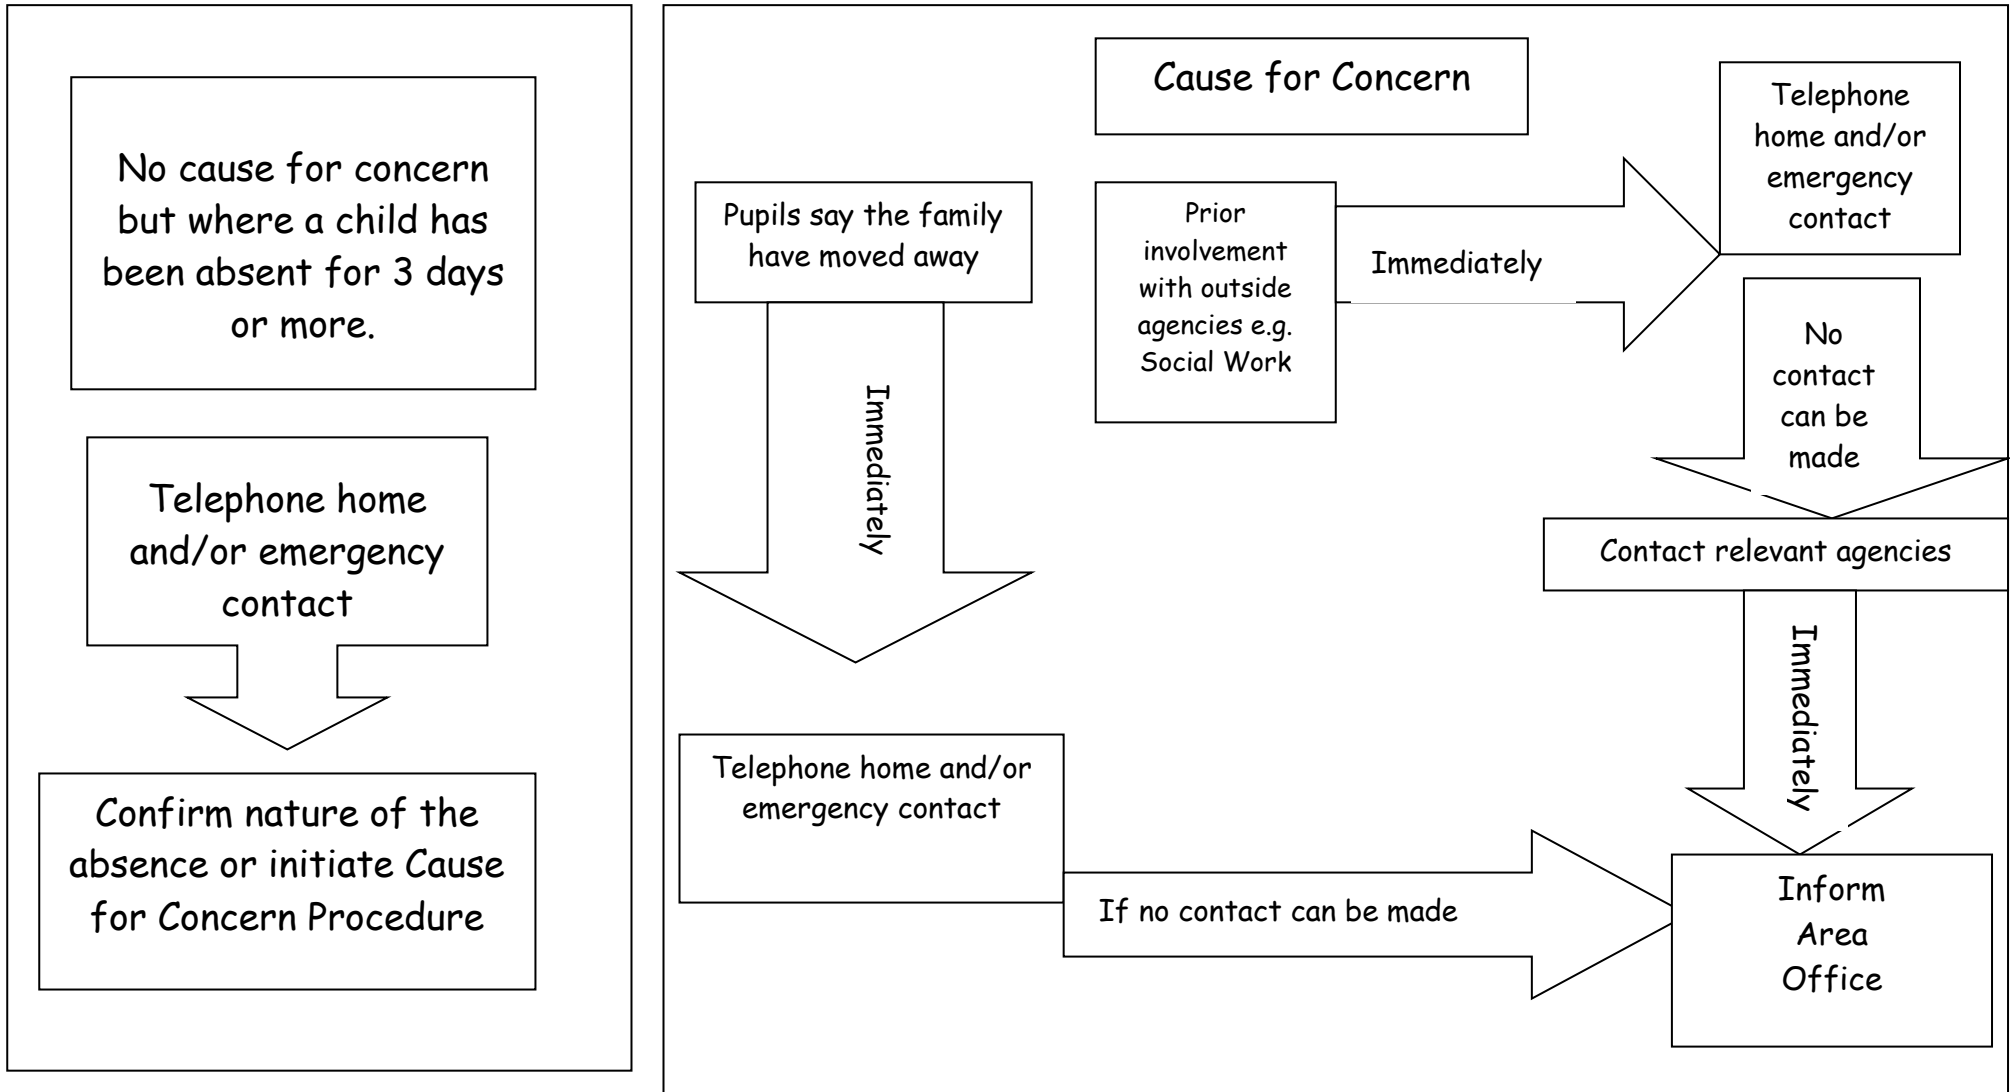 No cause for concern
but where a child has
been absent for 3 days
or more.
Telephone home
and/or emergency
contact
Confirm nature of the
absence or initiate Cause
for Concern Procedure
Cause for Concern
Pupils say the family
have moved away
Immediately
Telephone home and/or
emergency contact
If no contact can be made
Prior
involvement
with outside
agencies e.g.
Social Work
Immediately
Telephone
home and/or
emergency
contact
No
contact
can be
made
Contact relevant agencies
Immediately
Inform
Area
Office